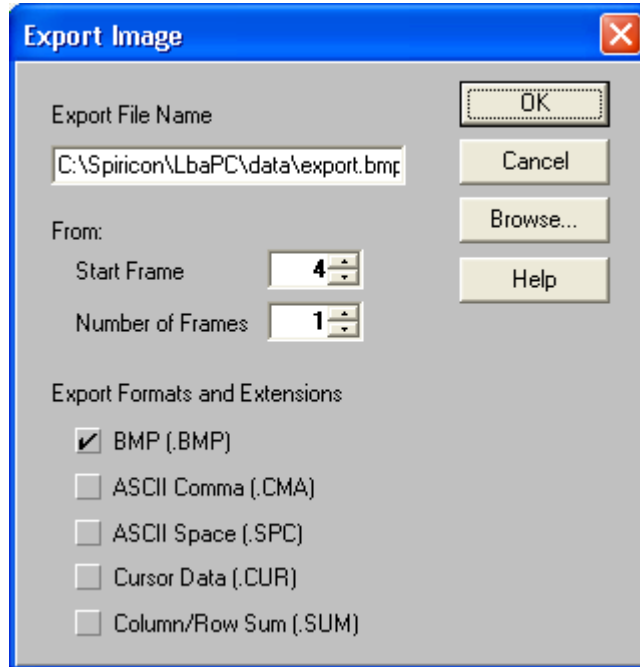 Export Image
Export File Name
C:\Spiricon\LbaPC\data\export.bmp
OK
Cancel
Browse...
Help
From:
Start Frame 4
Number of Frames 1
Export Formats and Extensions
BMP (.BMP)
ASCII Comma (.CMA)
ASCII Space (.SPC)
Cursor Data (.CUR)
Column/Row Sum (.SUM)